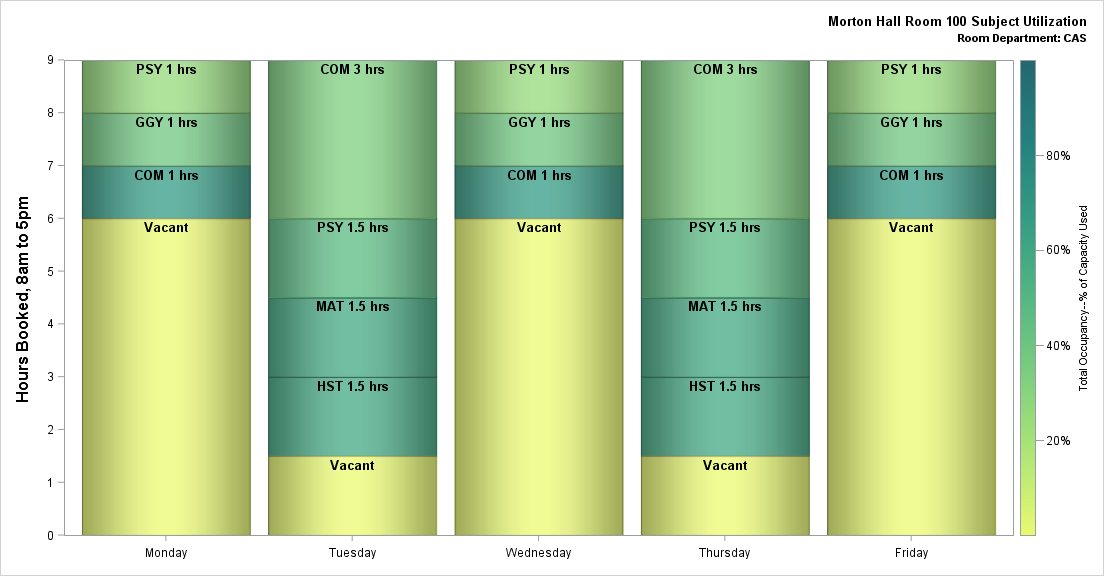 Morton Hall Room 100 Subject Utilization
Room Department: CAS
Hours Booked, 8am to 5pm
9
8
7
6
5
4
3
2
1
0
PSY 1 hrs
GGY 1 hrs
COM 1 hrs
Vacant
Monday
COM 3 hrs
PSY 1.5 hrs
MAT 1.5 hrs
HST 1.5 hrs
Vacant
Tuesday
PSY 1 hrs
GGY 1 hrs
COM 1 hrs
Vacant
Wednesday
COM 3 hrs
PSY 1.5 hrs
MAT 1.5 hrs
HST 1.5 hrs
Vacant
Thursday
PSY 1 hrs
GGY 1 hrs
COM 1 hrs
Vacant
Friday
80%
60%
40%
20%
Total Occupancy--% of Capacity Used